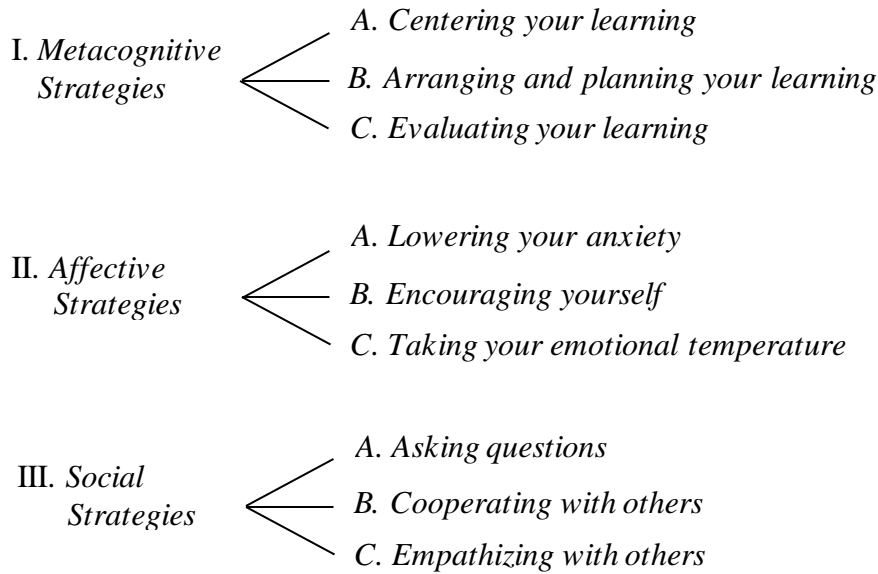 I. Metacognitive
Strategies
A. Centering your learning
B. Arranging and planning your learning
C. Evaluating your learning
II. Affective
Strategies
A. Lowering your anxiety
B. Encouraging yourself
C. Taking your emotional temperature
III. Social
Strategies
A. Asking questions
B. Cooperating with others
C. Empathizing with others